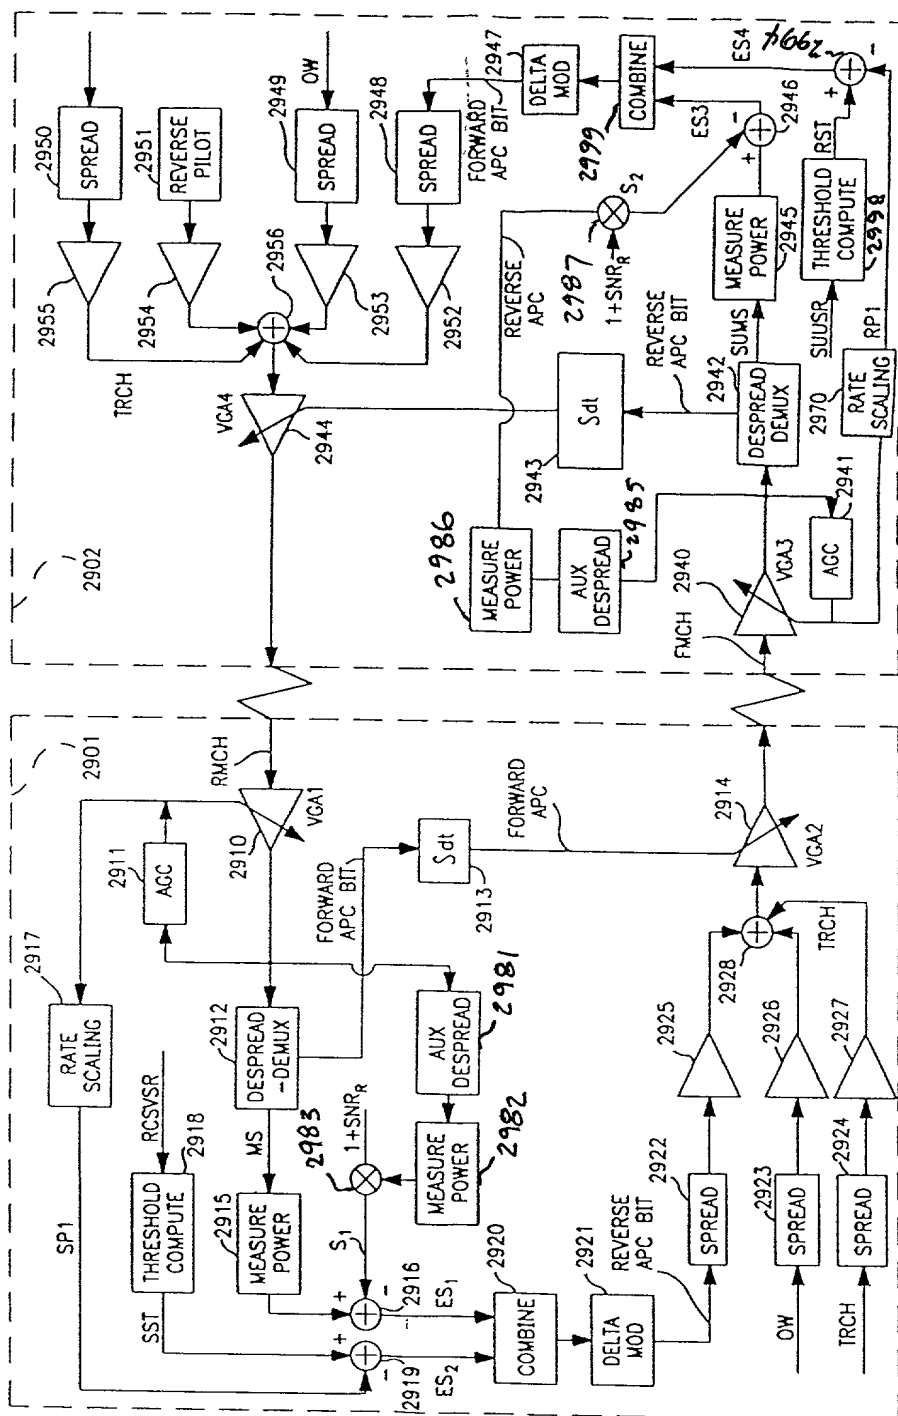 2950
SPREAD
2951
REVERSE
PILOT
2949
OW
SPREAD
2948
SPREAD
FORWARD
APC BIT
2947
DELTA
MOD
COMBINE
2999
ES4
2994
-
+
ES3
-
2946
+
RST
2955
2954
2956
2953
2952
REVERSE
APC
2987
S2
1+SNRR
MEASURE
POWER
2945
THRESHOLD
COMPUTE
2998
SUUSR
RP1
TRCH
VGA4
2944
Sdt
2943
REVERSE
APC BIT
SUMS
2942
DESPREAD
DEMUX
2970
RATE
SCALING
2986
MEASURE
POWER
2985
AUX
DESPREAD
2940
VGA3
2941
AGC
FMCH
2902
2901
RMCH
2910
VGA1
2911
AGC
FORWARD
APC BIT
Sdt
2913
FORWARD
APC
2914
VGA2
2917
RATE
SCALING
RCSVSR
2918
THRESHOLD
COMPUTE
2912
DESPREAD
-DEMUX
MS
2915
MEASURE
POWER
2983
1+SNRR
AUX
DESPREAD
2981
MEASURE
POWER
2982
SP1
SST
S1
+
-
2916
+
-
2919
ES1
ES2
2920
COMBINE
2921
DELTA
MOD
REVERSE
APC BIT
2922
SPREAD
2923
SPREAD
2924
SPREAD
OW
TRCH
2925
2926
2927
2928
TRCH